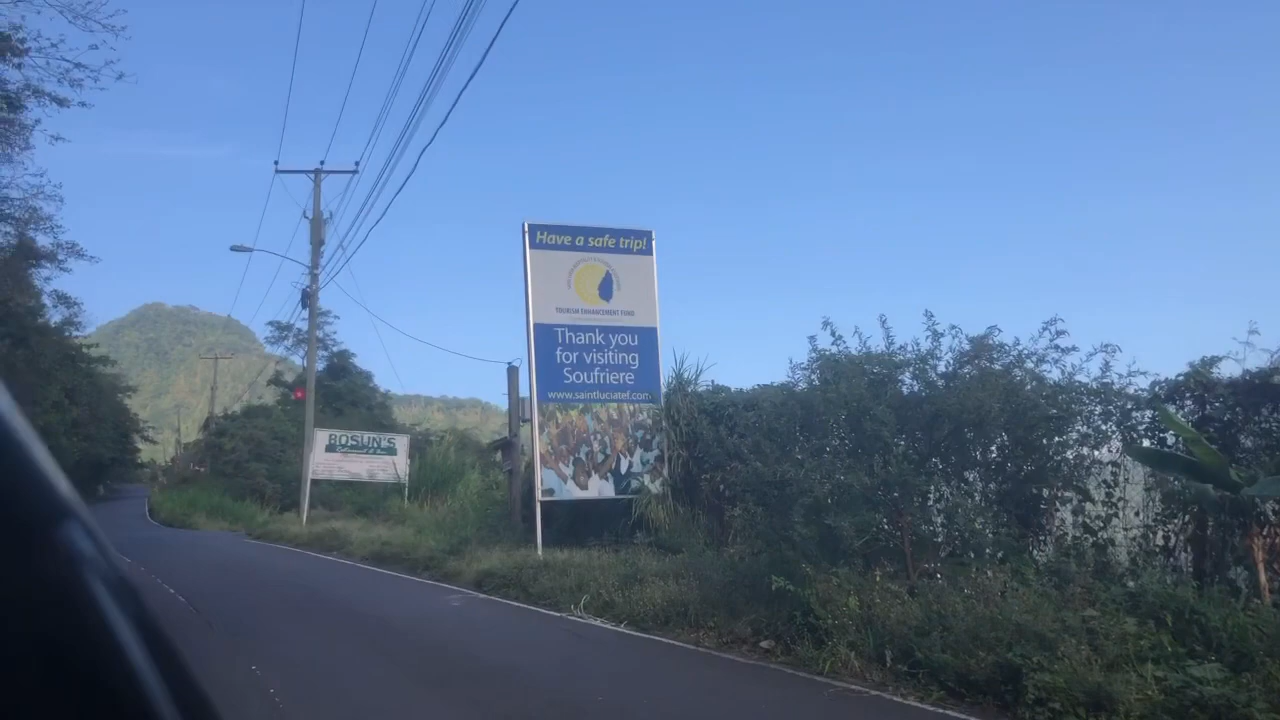 Have a safe trip!
TOURISM ENHANCEMENT FUND
Thank you
for visiting
Soufriere
www.saintluciatef.com
BOSUN'S